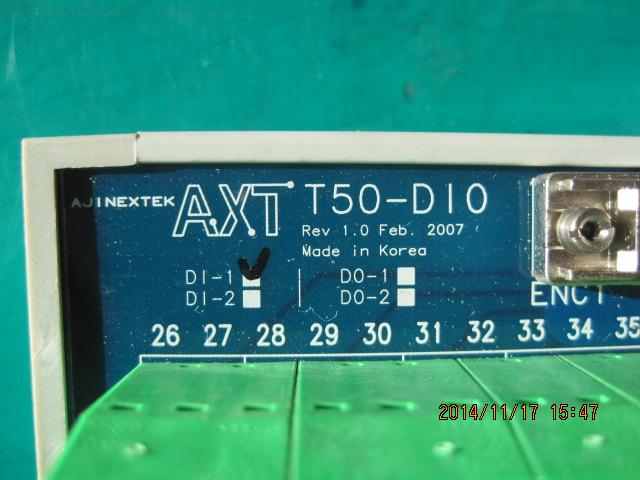 AJINEXTEK AXT T50-DIO
Rev 1.0 Feb. 2007
Made in Korea
DI-1 DO-1
DI-2 DO-2
ENC1
26 27 28 29 30 31 32 33 34 35
2014/11/17 15:47